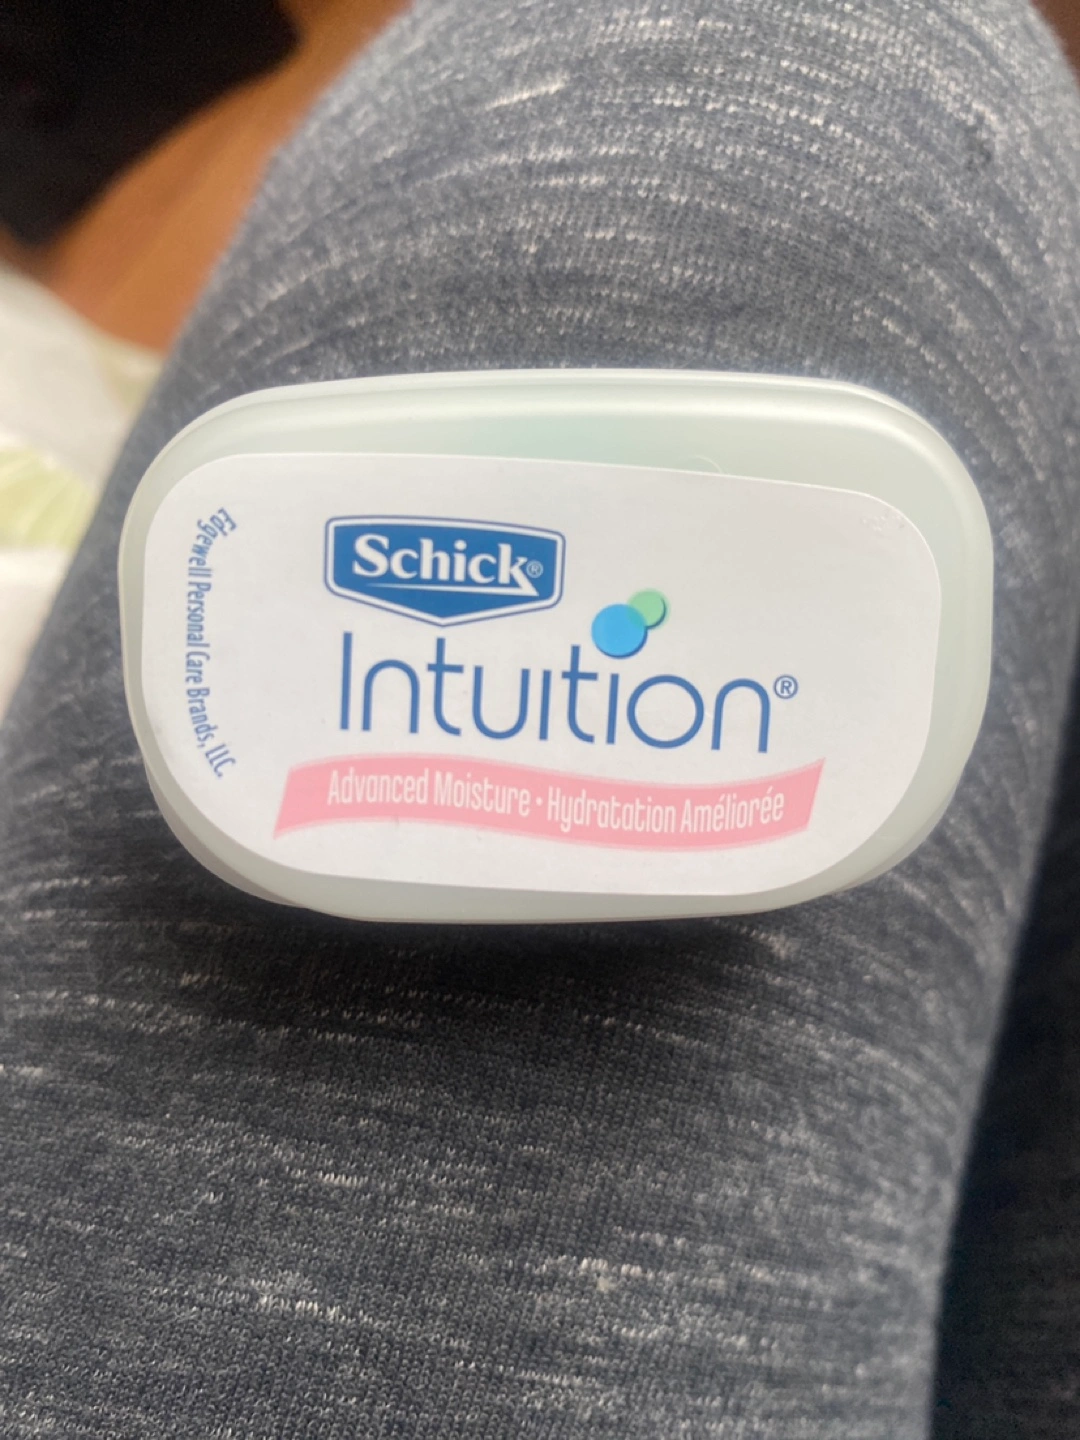 Schick®
Intuition®
Advanced Moisture • Hydratation Améliorée
Edgewell Personal Care Brands, LLC.